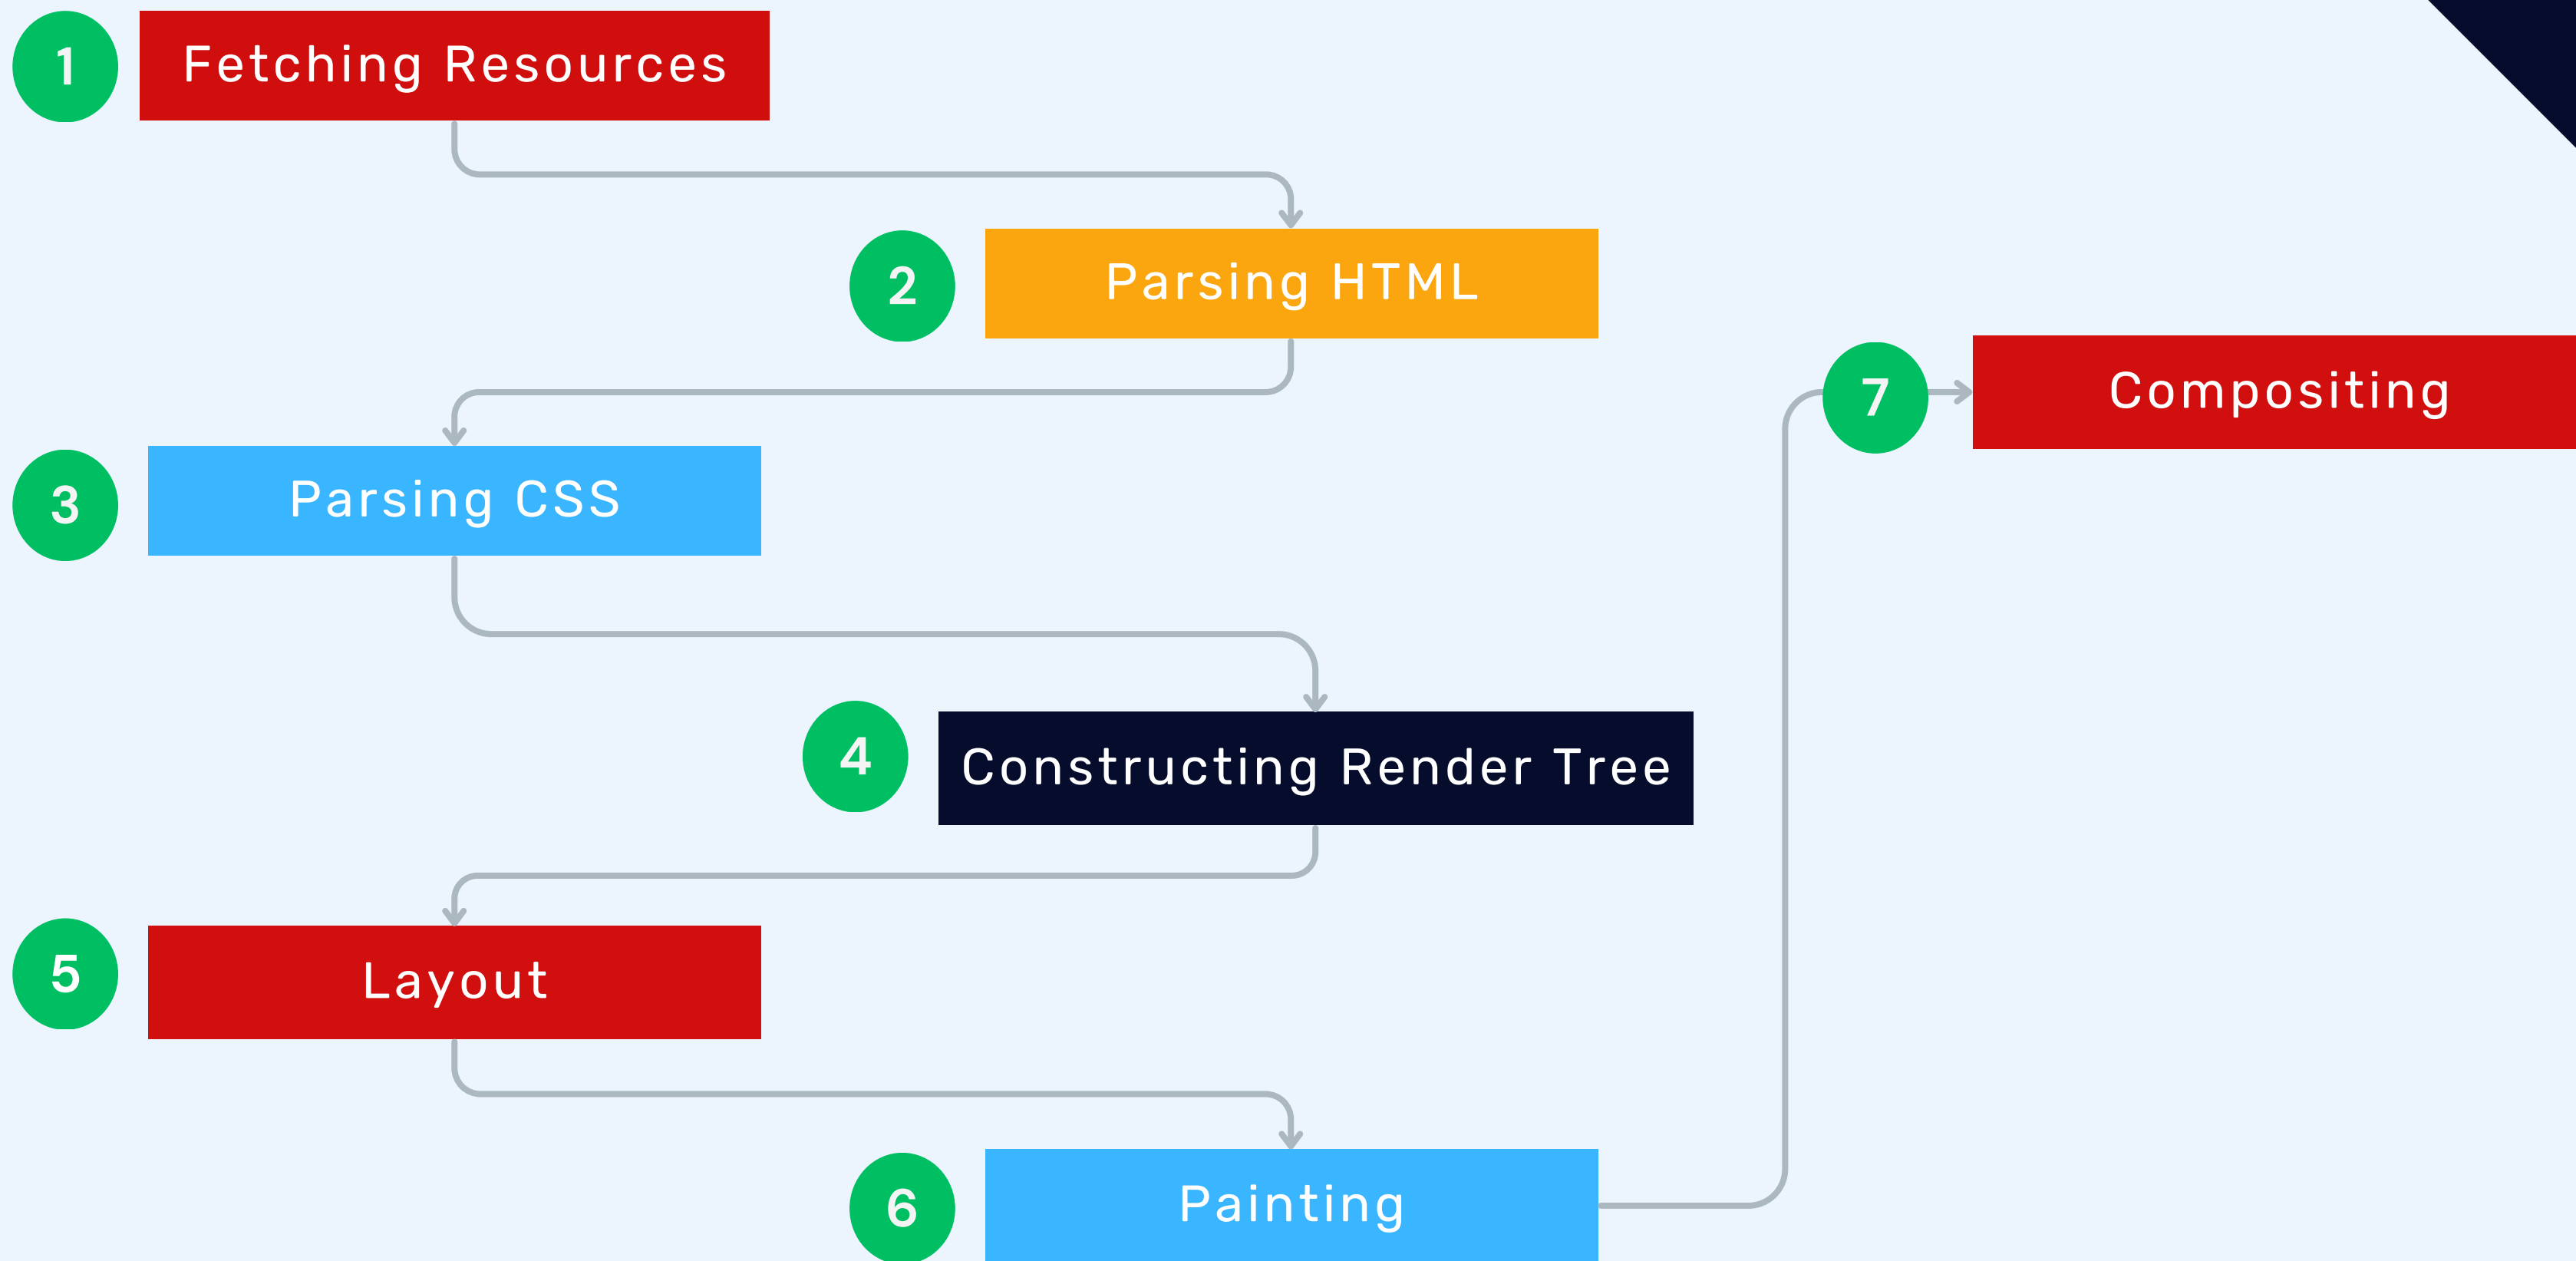 1
Fetching Resources
2
Parsing HTML
3
Parsing CSS
4
Constructing Render Tree
5
Layout
6
Painting
7
Compositing